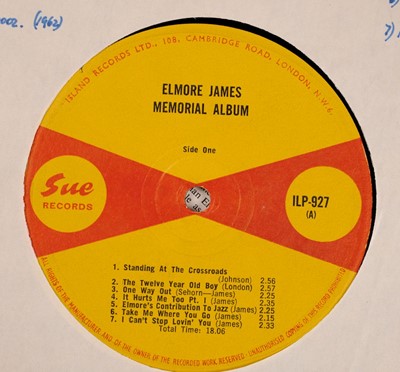 002. (1963)
7)
ISLAND RECORDS LTD., 108, CAMBRIDGE ROAD, LONDON, N.W.6.
ELMORE JAMES
MEMORIAL ALBUM
Side One
Sue
RECORDS
ILP-927
(A)
1. Standing At The Crossroads
(Johnson) 2.56
2. The Twelve Year Old Boy (London) 2.57
3. One Way Out (Sehorn—James) 2.25
4. It Hurts Me Too Pt. I (James) 2.35
5. Elmore's Contribution To Jazz (James) 2.25
6. Take Me Where You Go (James) 2.15
7. I Can't Stop Lovin' You (James) 2.33
Total Time: 18.06
ALL RIGHTS OF THE MANUFACTURER AND OF THE OWNER OF THE RECORDED WORK RESERVED · UNAUTHORISED COPYING OF THIS RECORD PROHIBITED